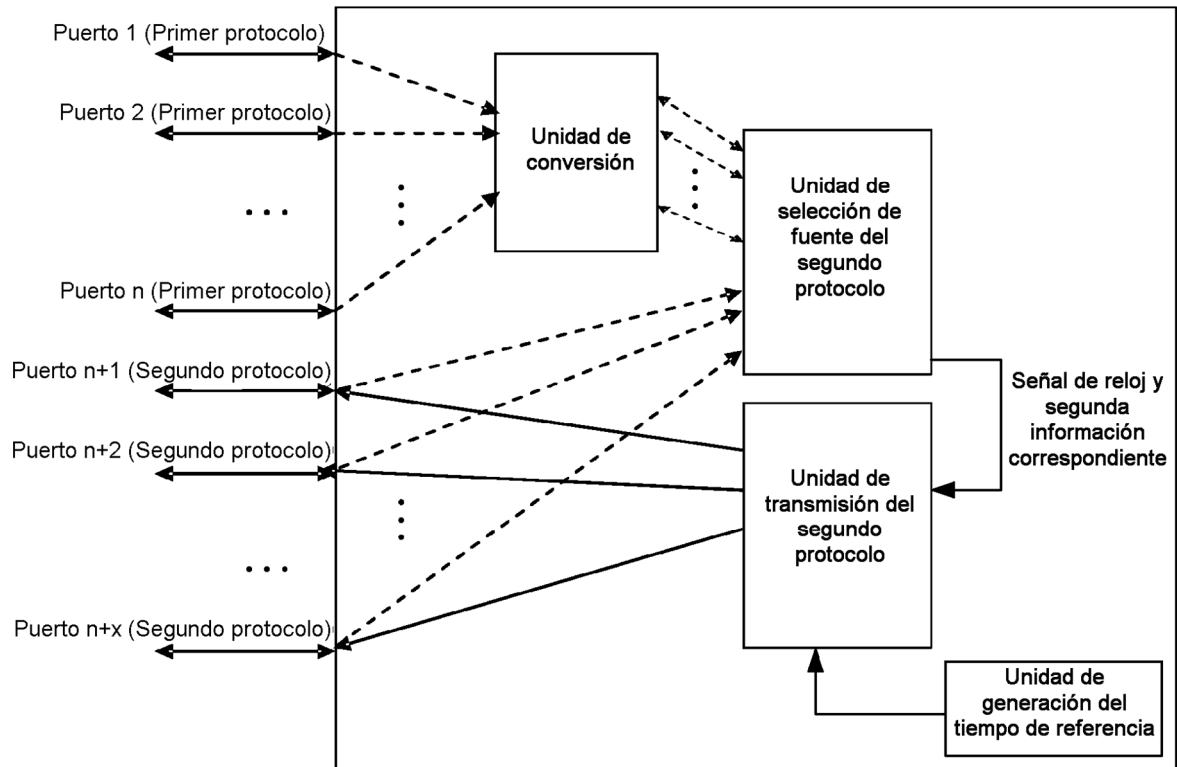 Puerto 1 (Primer protocolo)
Puerto 2 (Primer protocolo)
Puerto n (Primer protocolo)
Puerto n+1 (Segundo protocolo)
Puerto n+2 (Segundo protocolo)
Puerto n+x (Segundo protocolo)
Unidad de
conversión
Unidad de
selección de
fuente del
segundo
protocolo
Señal de reloj y
segunda
información
correspondiente
Unidad de
transmisión del
segundo
protocolo
Unidad de
generación del
tiempo de referencia